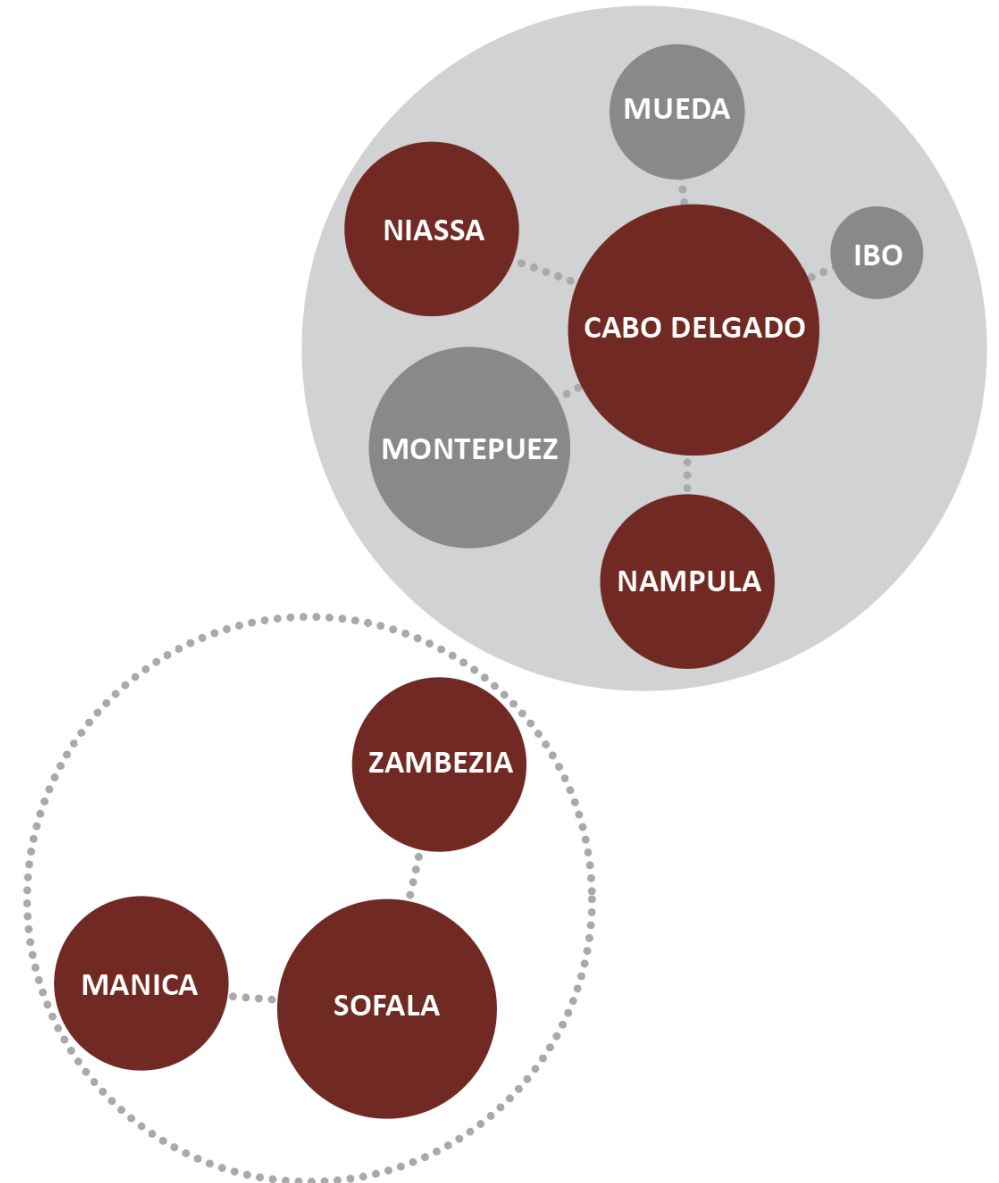 MUEDA
NIASSA
IBO
CABO DELGADO
MONTEPUEZ
NAMPULA
ZAMBEZIA
MANICA
SOFALA